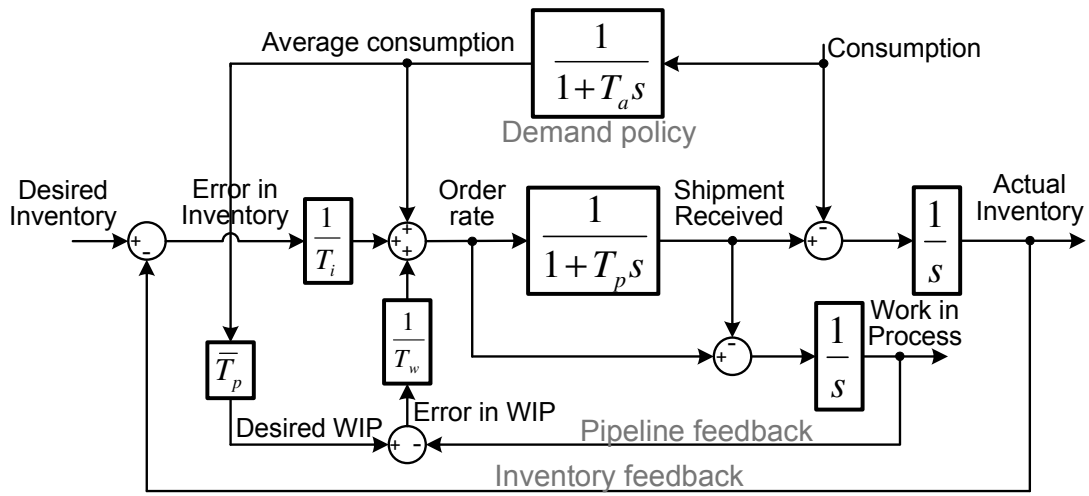 Average consumption
1
1+T_a s
Consumption
Demand policy
Desired
Inventory
+
-
Error in
Inventory
1
T_i
+
+
+
Order
rate
1
1+T_p s
Shipment
Received
+
-
1
s
Actual
Inventory
1
T_w
+
-
1
s
Work in
Process
T̅_p
Desired WIP
+
-
Error in WIP
Pipeline feedback
Inventory feedback